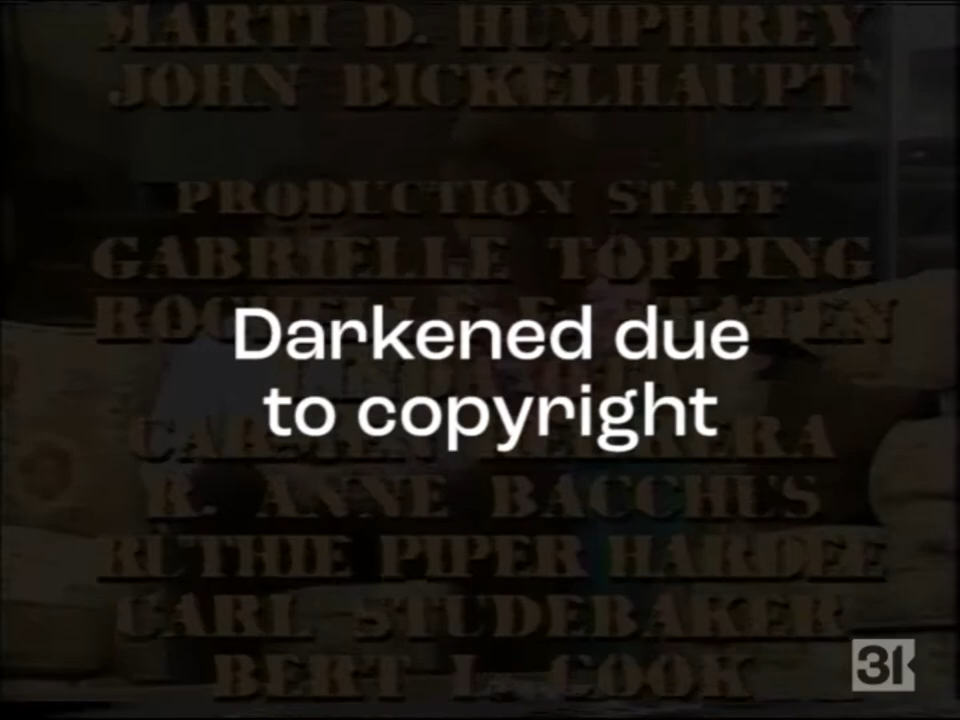 MARTI D. HUMPHREY
JOHN BICKELHAUPT
PRODUCTION STAFF
GABRIELLE TOPPING
Darkened due
to copyright
R. ANNE BACCHUS
RUTHIE PIPER HARDEE
CARL STUDEBAKER
BERT L. COOK
31